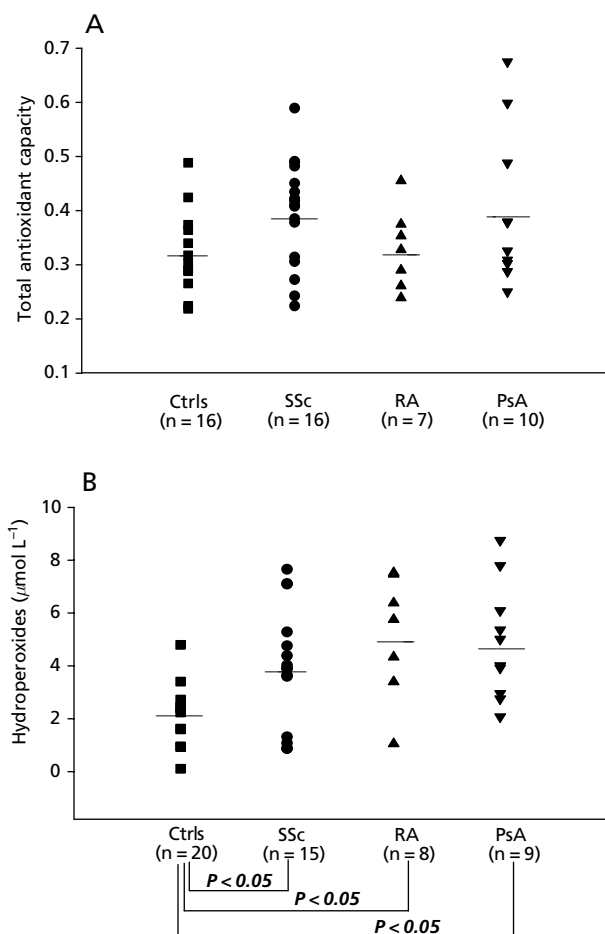 A
Total antioxidant capacity
0.7
0.6
0.5
0.4
0.3
0.2
0.1
Ctrls SSc RA PsA
(n = 16) (n = 16) (n = 7) (n = 10)
B
Hydroperoxides (μmol L⁻¹)
10
8
6
4
2
0
Ctrls SSc RA PsA
(n = 20) (n = 15) (n = 8) (n = 9)
P < 0.05
P < 0.05
P < 0.05